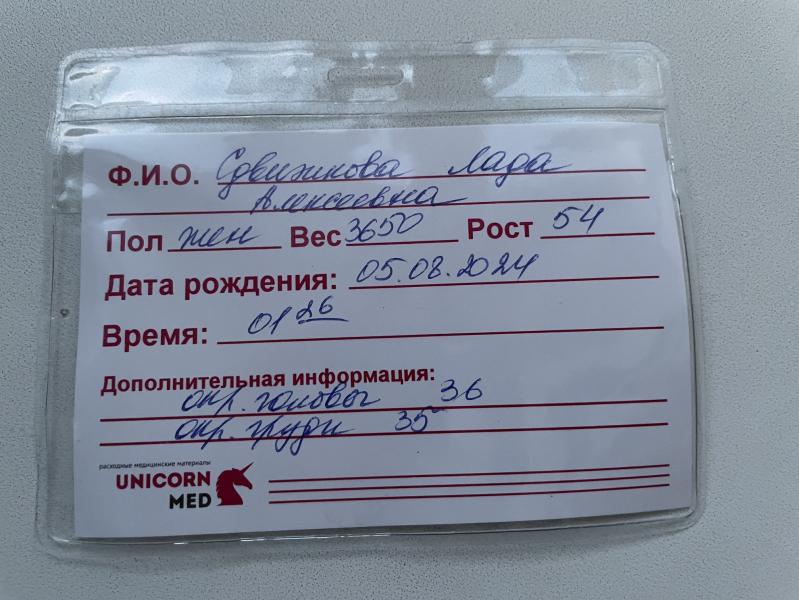 Ф.И.О. Сдвижкова Лада
Алексеевна
Пол жен Вес 3650 Рост 54
Дата рождения: 05.08.2024
Время: 01 26
Дополнительная информация:
окр. головы 36
окр. груди 35
расходные медицинские материалы
UNICORN
MED